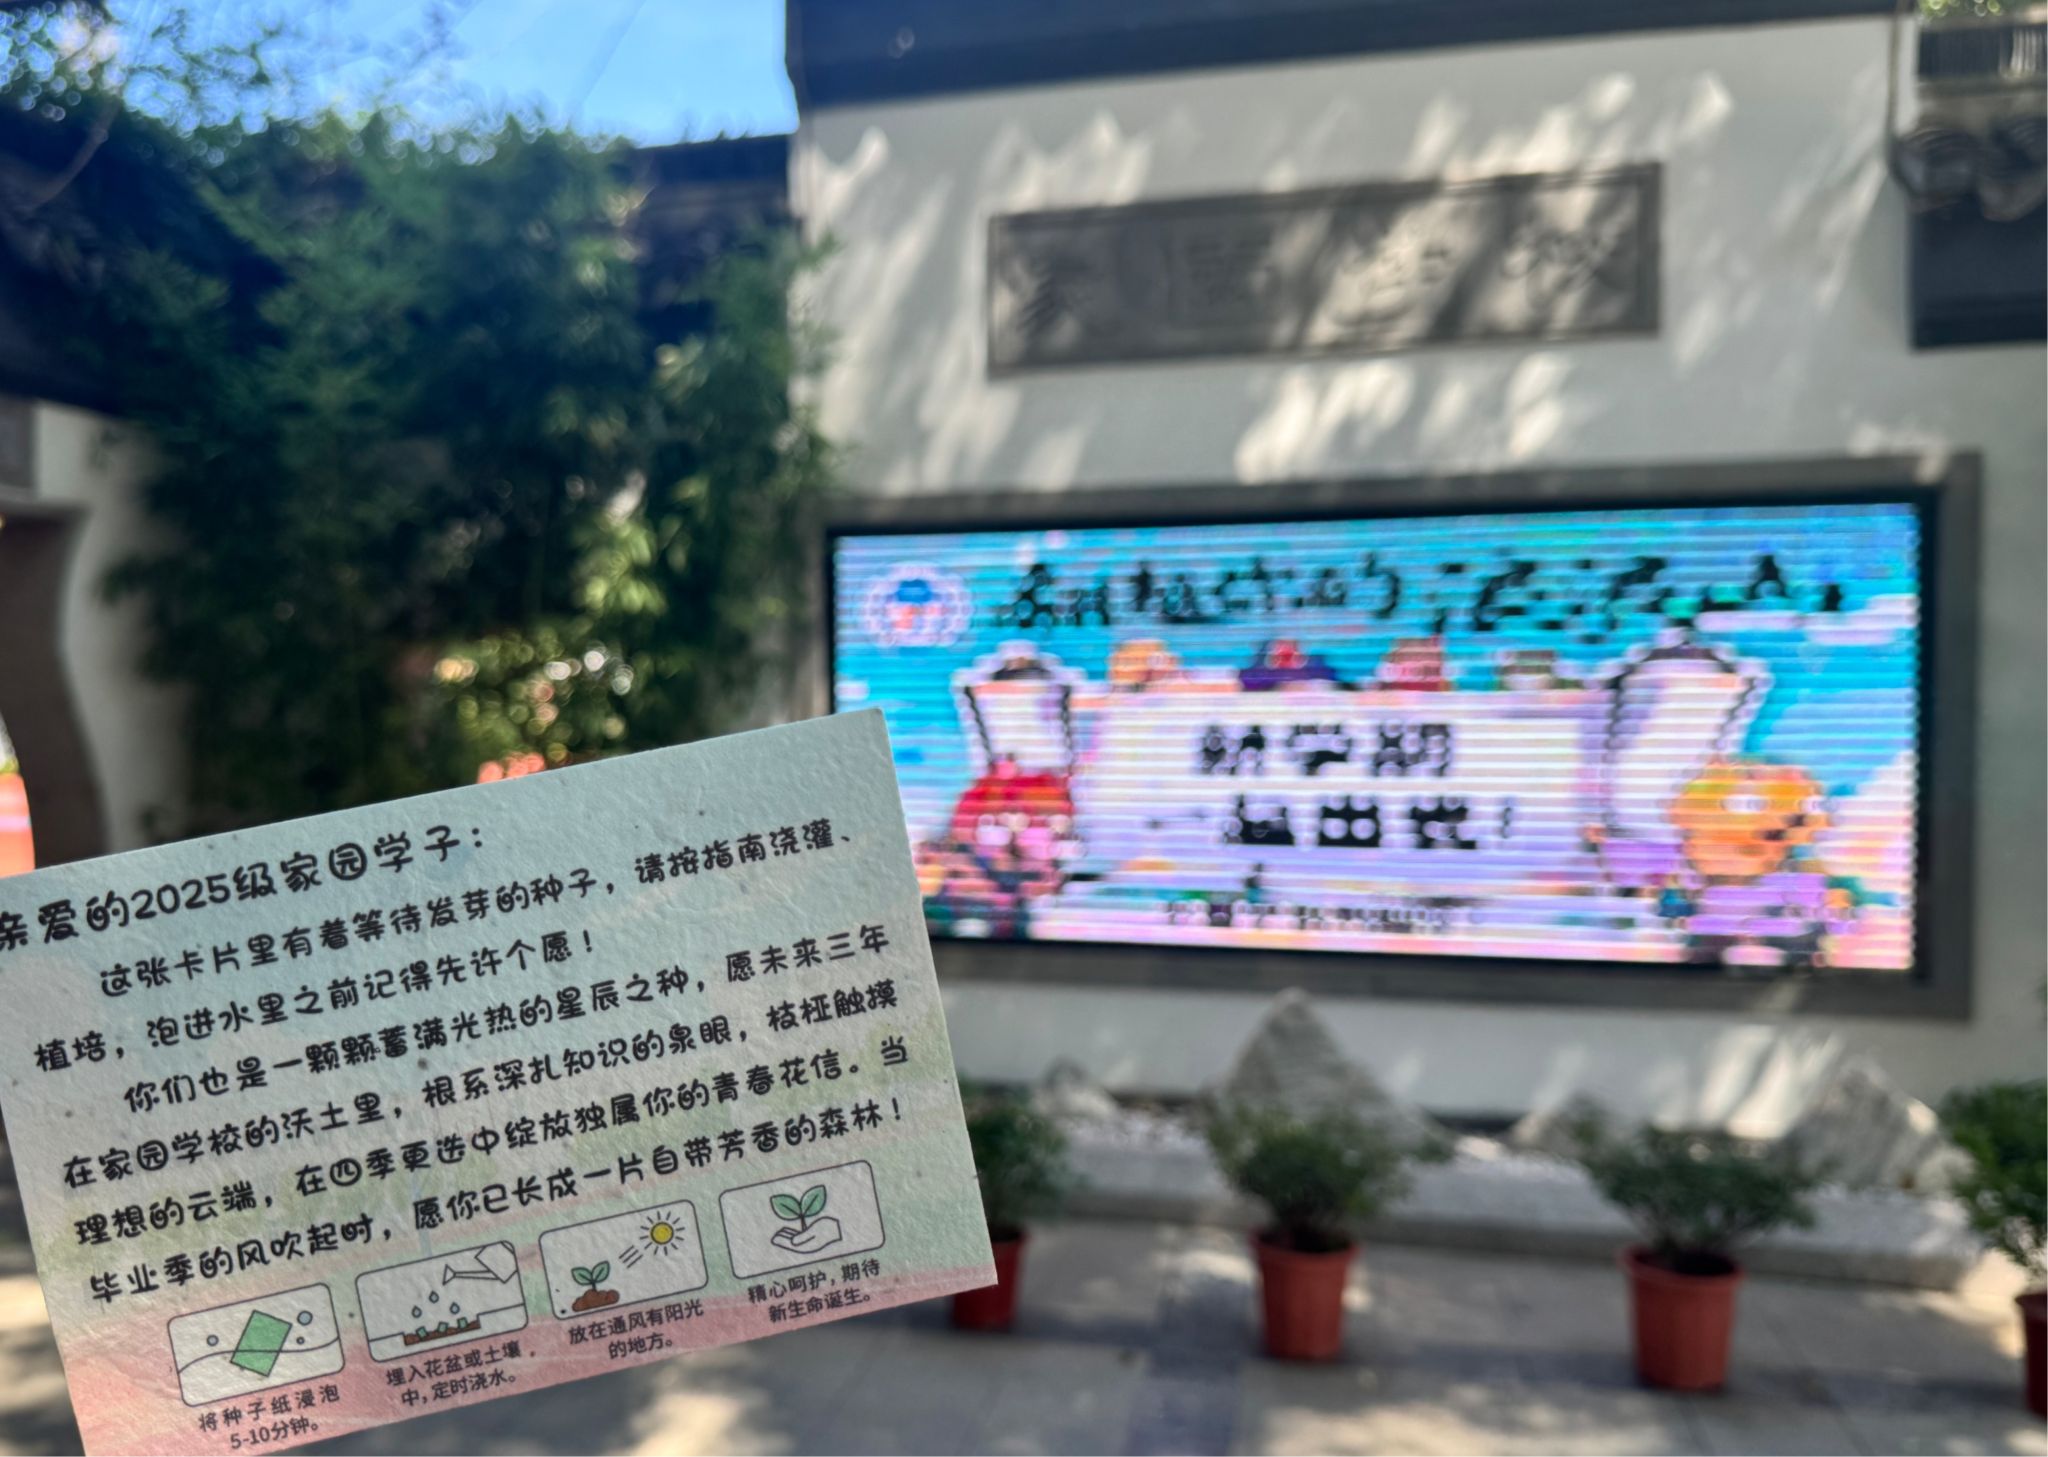 亲爱的2025级家园学子：
这张卡片里有着等待发芽的种子，请按指南浇灌、
植培，泡进水里之前记得先许个愿！
你们也是一颗颗蓄满光热的星辰之种，愿未来三年
在家园学校的沃土里，根系深扎知识的泉眼，枝桠触摸
理想的云端，在四季更迭中绽放独属你的青春花信。当
毕业季的风吹起时，愿你已长成一片自带芳香的森林！
将种子纸浸泡
5-10分钟。
埋入花盆或土壤
中，定时浇水。
放在通风有阳光
的地方。
精心呵护，期待
新生命诞生。
新学期
一起出发！